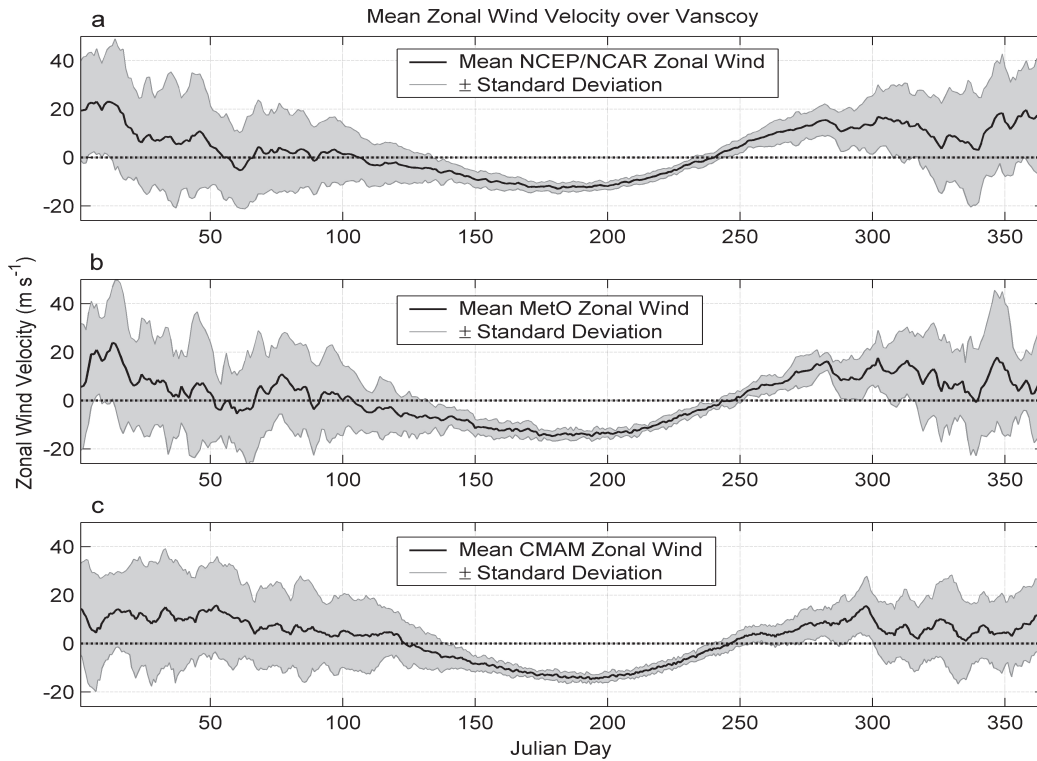 Mean Zonal Wind Velocity over Vanscoy
a
Mean NCEP/NCAR Zonal Wind
± Standard Deviation
40
20
0
-20
50 100 150 200 250 300 350
b
Mean MetO Zonal Wind
± Standard Deviation
40
20
0
-20
50 100 150 200 250 300 350
Zonal Wind Velocity (m s⁻¹)
c
Mean CMAM Zonal Wind
± Standard Deviation
40
20
0
-20
50 100 150 200 250 300 350
Julian Day